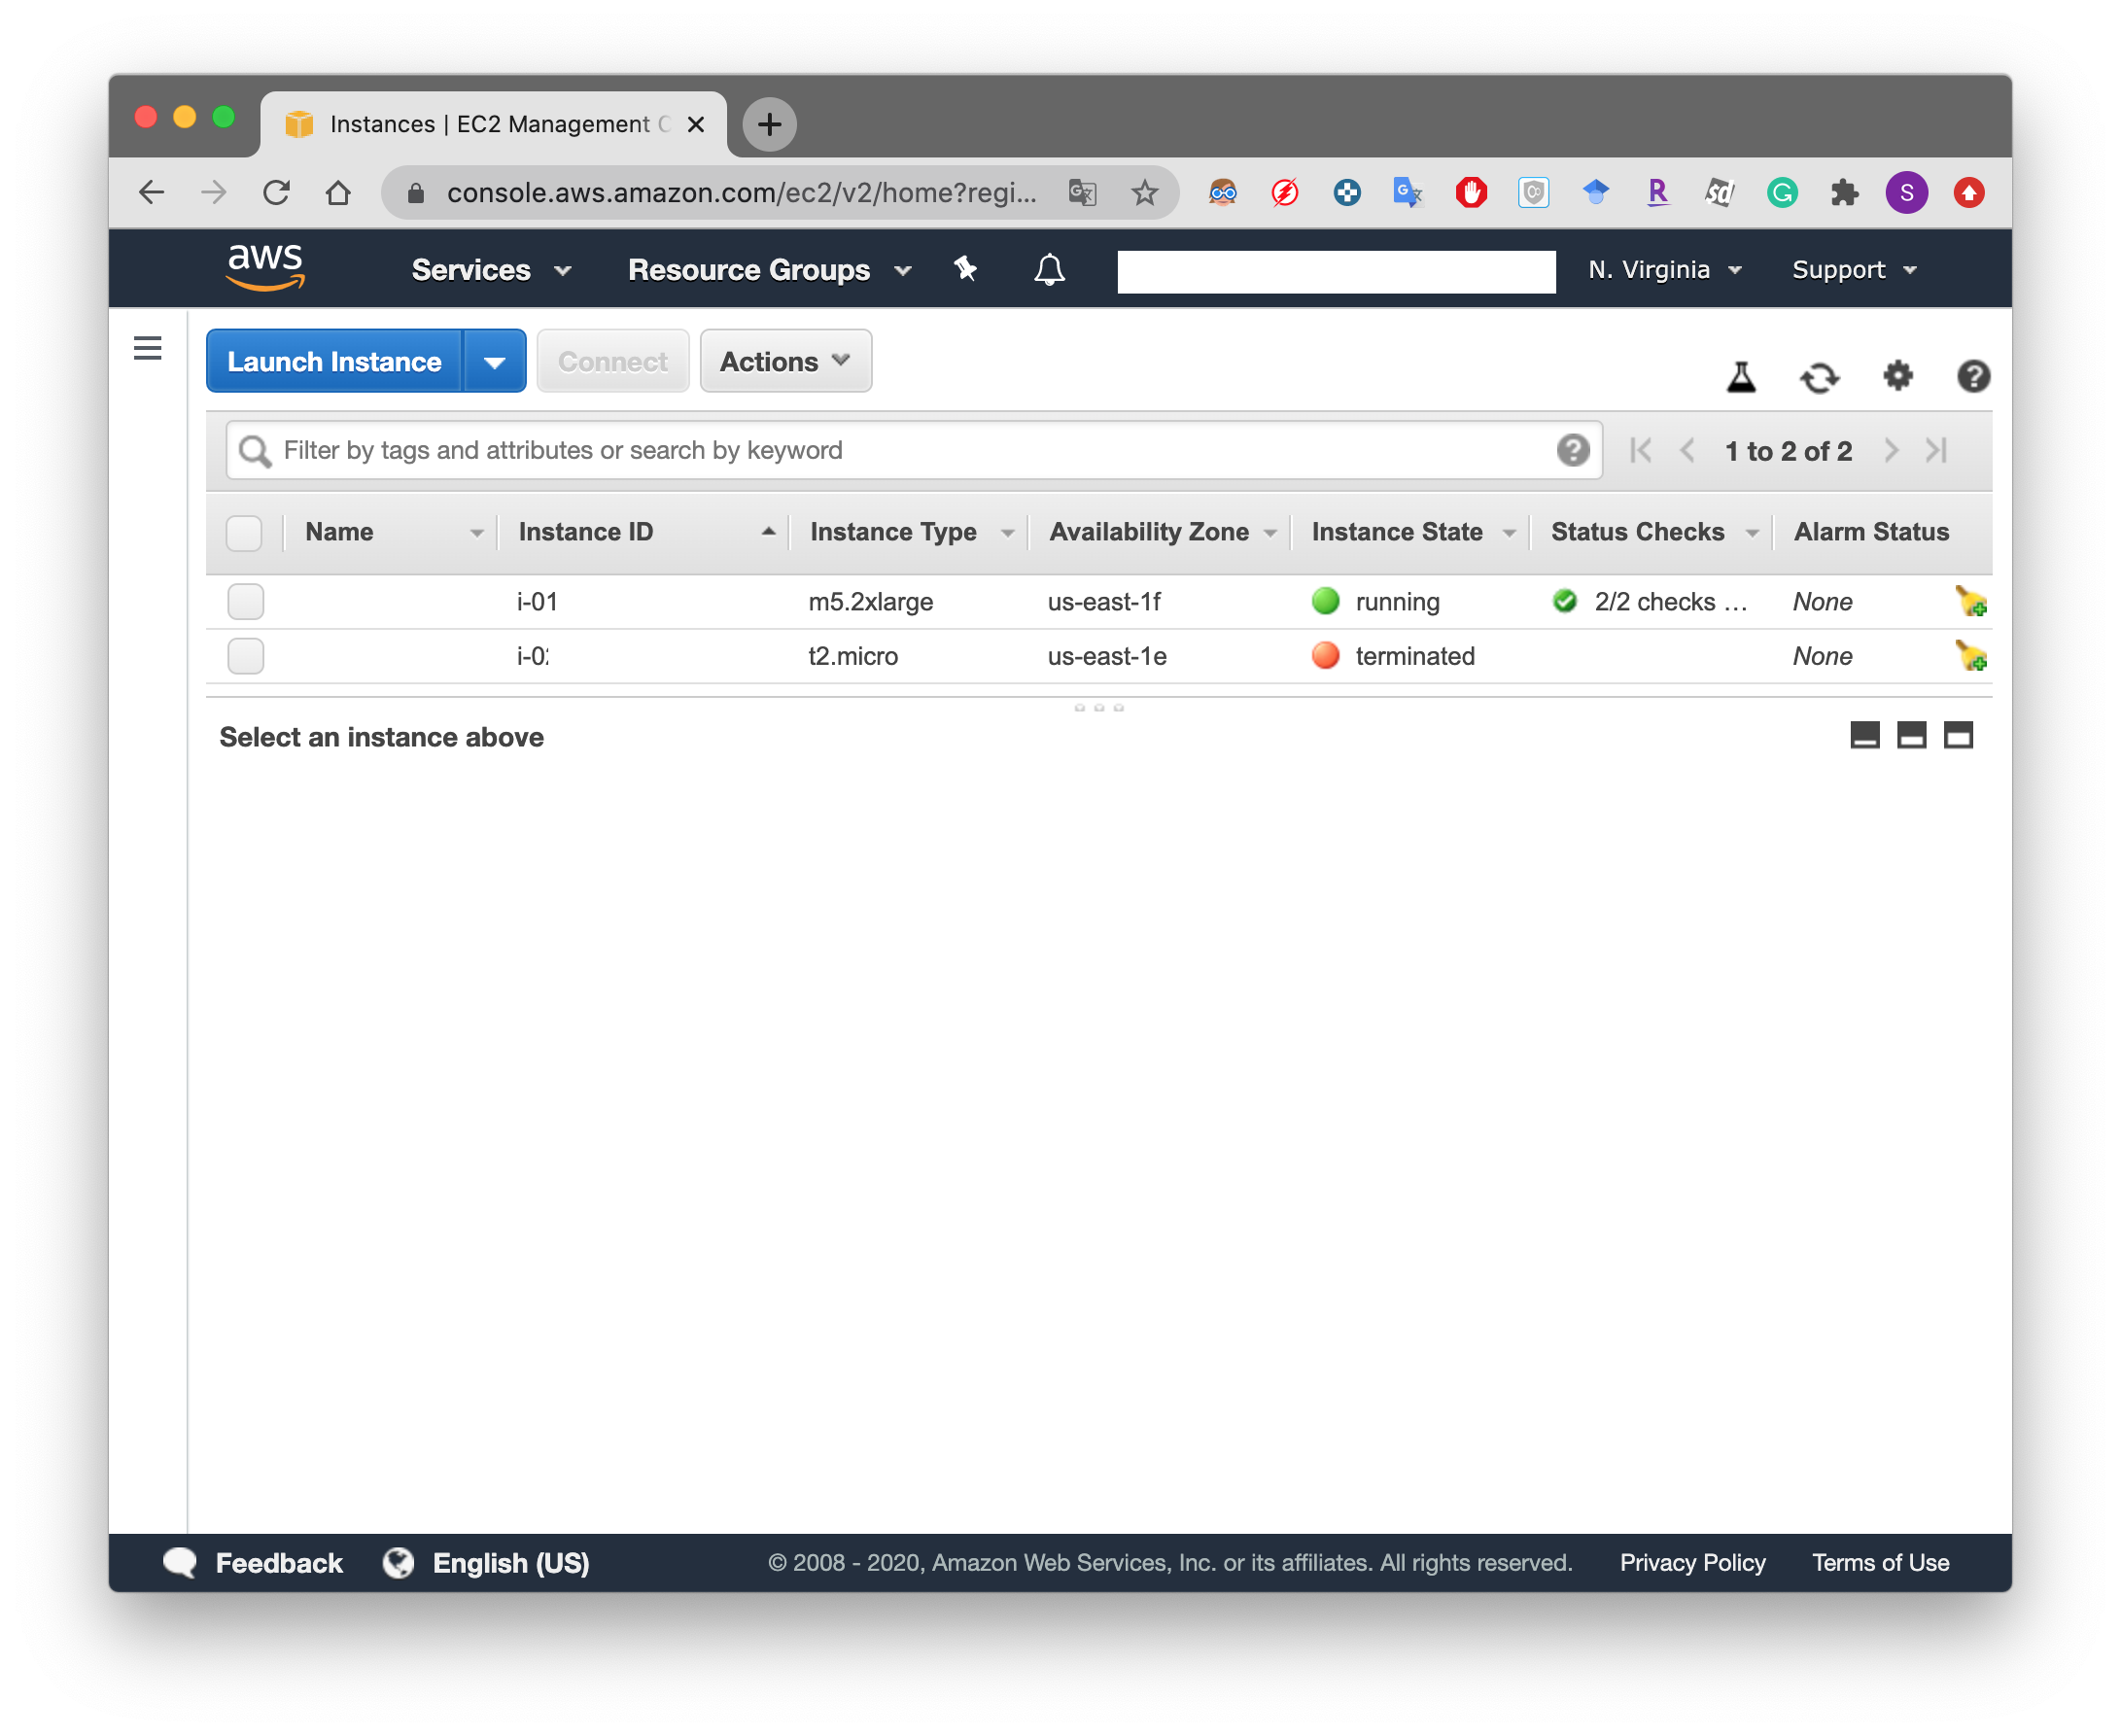 Instances | EC2 Management C
console.aws.amazon.com/ec2/v2/home?regi...
S
aws Services Resource Groups N. Virginia Support
Launch Instance Connect Actions
Filter by tags and attributes or search by keyword 1 to 2 of 2
Name Instance ID Instance Type Availability Zone Instance State Status Checks Alarm Status
i-01 m5.2xlarge us-east-1f running 2/2 checks ... None
i-0 t2.micro us-east-1e terminated None
Select an instance above
Feedback English (US) © 2008 - 2020, Amazon Web Services, Inc. or its affiliates. All rights reserved. Privacy Policy Terms of Use